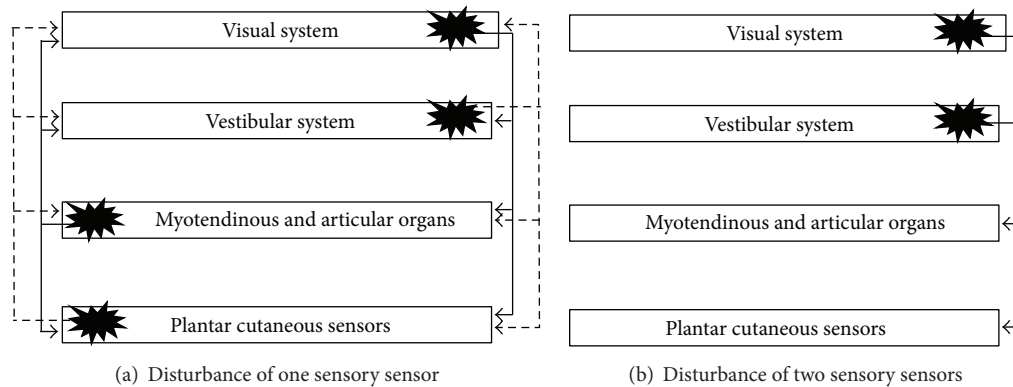 Visual system
Vestibular system
Myotendinous and articular organs
Plantar cutaneous sensors
(a) Disturbance of one sensory sensor
Visual system
Vestibular system
Myotendinous and articular organs
Plantar cutaneous sensors
(b) Disturbance of two sensory sensors